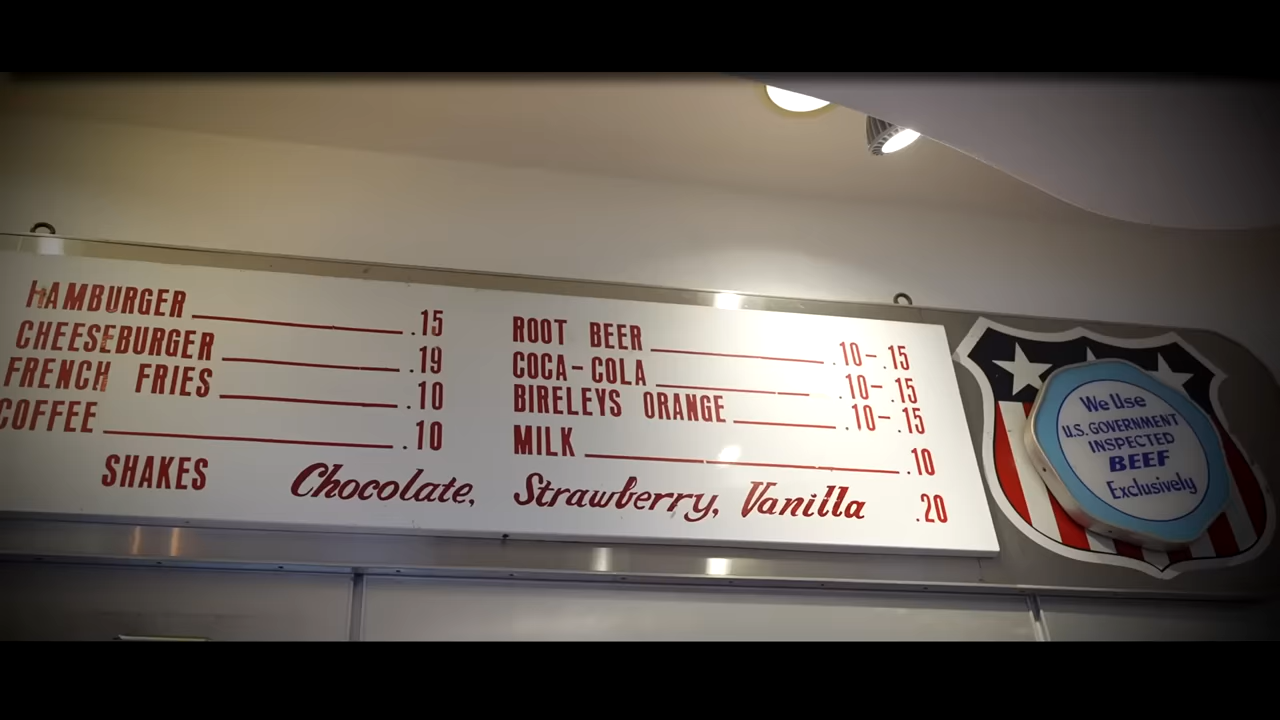 HAMBURGER .15
CHEESEBURGER .19
FRENCH FRIES .10
COFFEE .10
ROOT BEER .10-.15
COCA-COLA .10-.15
BIRELEYS ORANGE .10-.15
MILK .10
SHAKES Chocolate, Strawberry, Vanilla .20
We Use
U.S. GOVERNMENT
INSPECTED
BEEF
Exclusively